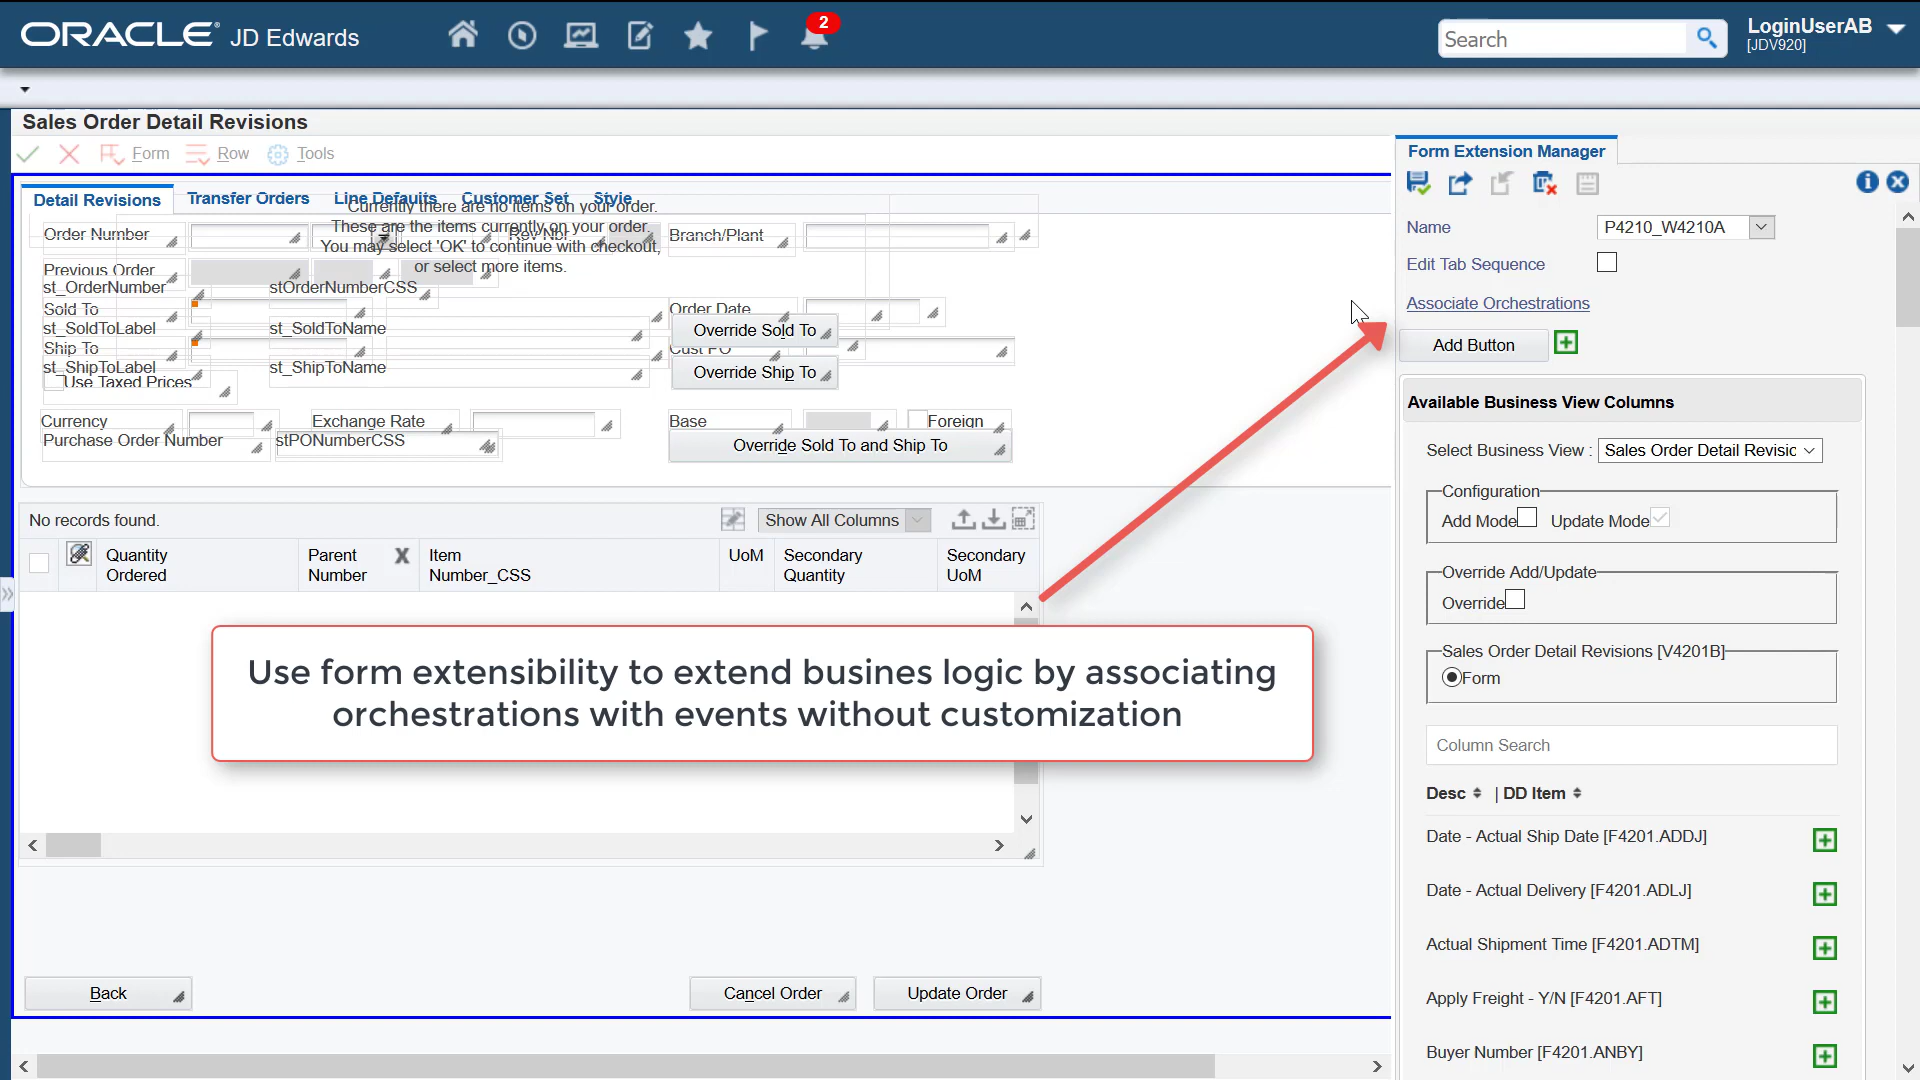 ORACLE® JD Edwards
2
Search
LoginUserAB
[JDV920]
Sales Order Detail Revisions
Form
Row
Tools
Detail Revisions
Transfer Orders
Line Defaults
Customer Set
Style
Currently there are no items on your order.
These are the items currently on your order.
You may select 'OK' to continue with checkout,
or select more items.
Order Number
Rev Nbr
Branch/Plant
Previous Order
st_OrderNumber
stOrderNumberCSS
Sold To
Order Date
st_SoldToLabel
st_SoldToName
Override Sold To
Ship To
Cust PO
st_ShipToLabel
st_ShipToName
Override Ship To
Use Taxed Prices
Currency
Exchange Rate
Base
Foreign
Purchase Order Number
stPONumberCSS
Override Sold To and Ship To
No records found.
Show All Columns
Quantity
Ordered
Parent
Number
X
Item
Number_CSS
UoM
Secondary
Quantity
Secondary
UoM
Use form extensibility to extend busines logic by associating
orchestrations with events without customization
Back
Cancel Order
Update Order
Form Extension Manager
Name
P4210_W4210A
Edit Tab Sequence
Associate Orchestrations
Add Button
Available Business View Columns
Select Business View :
Sales Order Detail Revisic
Configuration
Add Mode
Update Mode
Override Add/Update
Override
Sales Order Detail Revisions [V4201B]
Form
Column Search
Desc | DD Item
Date - Actual Ship Date [F4201.ADDJ]
Date - Actual Delivery [F4201.ADLJ]
Actual Shipment Time [F4201.ADTM]
Apply Freight - Y/N [F4201.AFT]
Buyer Number [F4201.ANBY]